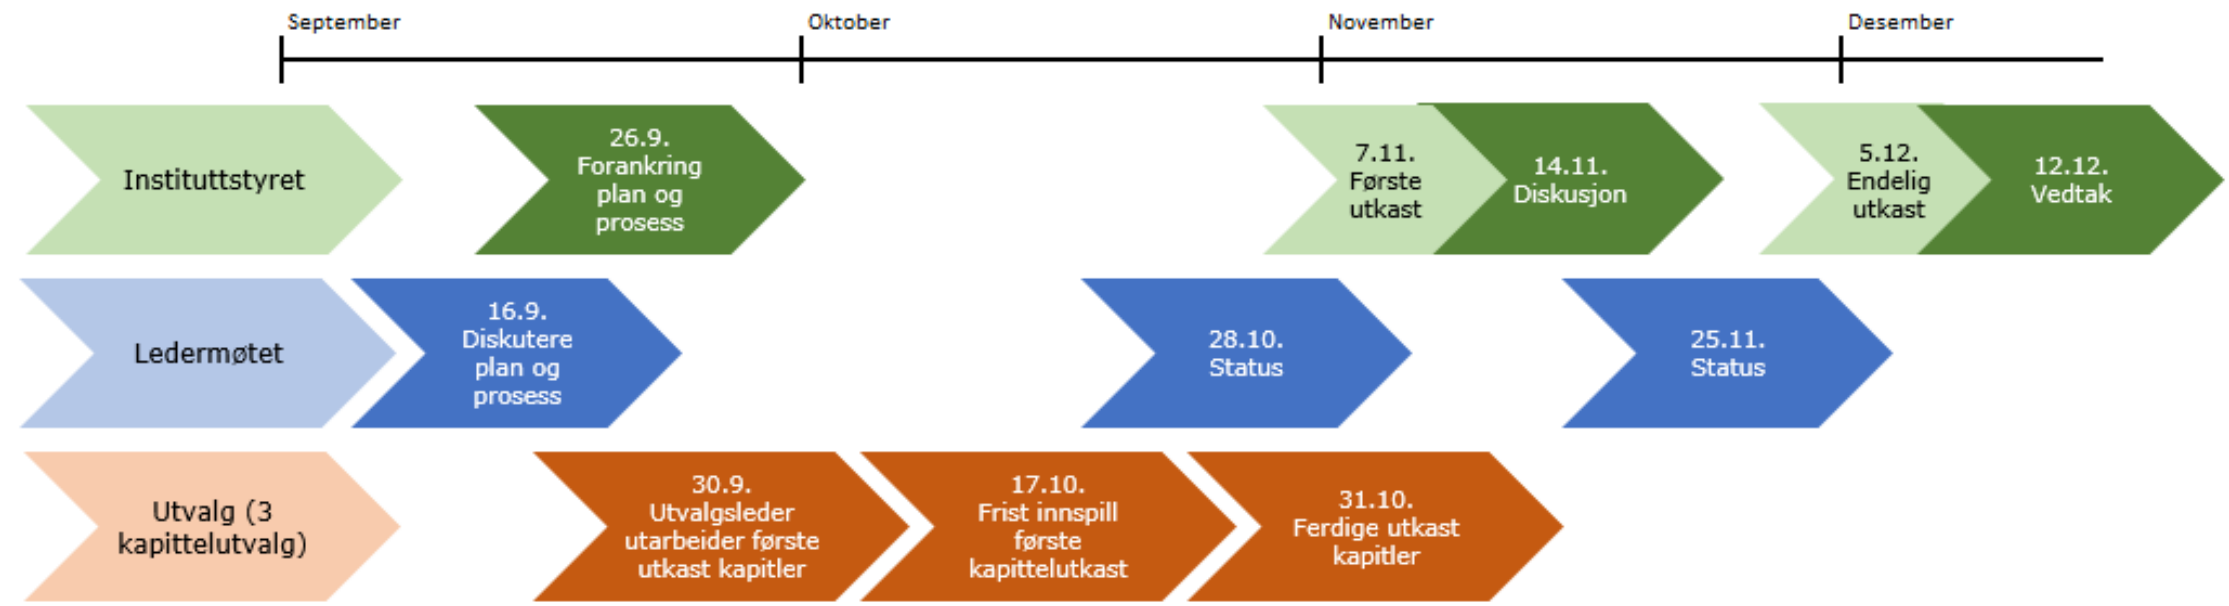 September
Oktober
November
Desember
Instituttstyret
26.9.
Forankring
plan og
prosess
7.11.
Første
utkast
14.11.
Diskusjon
5.12.
Endelig
utkast
12.12.
Vedtak
Ledermøtet
16.9.
Diskutere
plan og
prosess
28.10.
Status
25.11.
Status
Utvalg (3
kapittelutvalg)
30.9.
Utvalgsleder
utarbeider første
utkast kapitler
17.10.
Frist innspill
første
kapittelutkast
31.10.
Ferdige utkast
kapitler